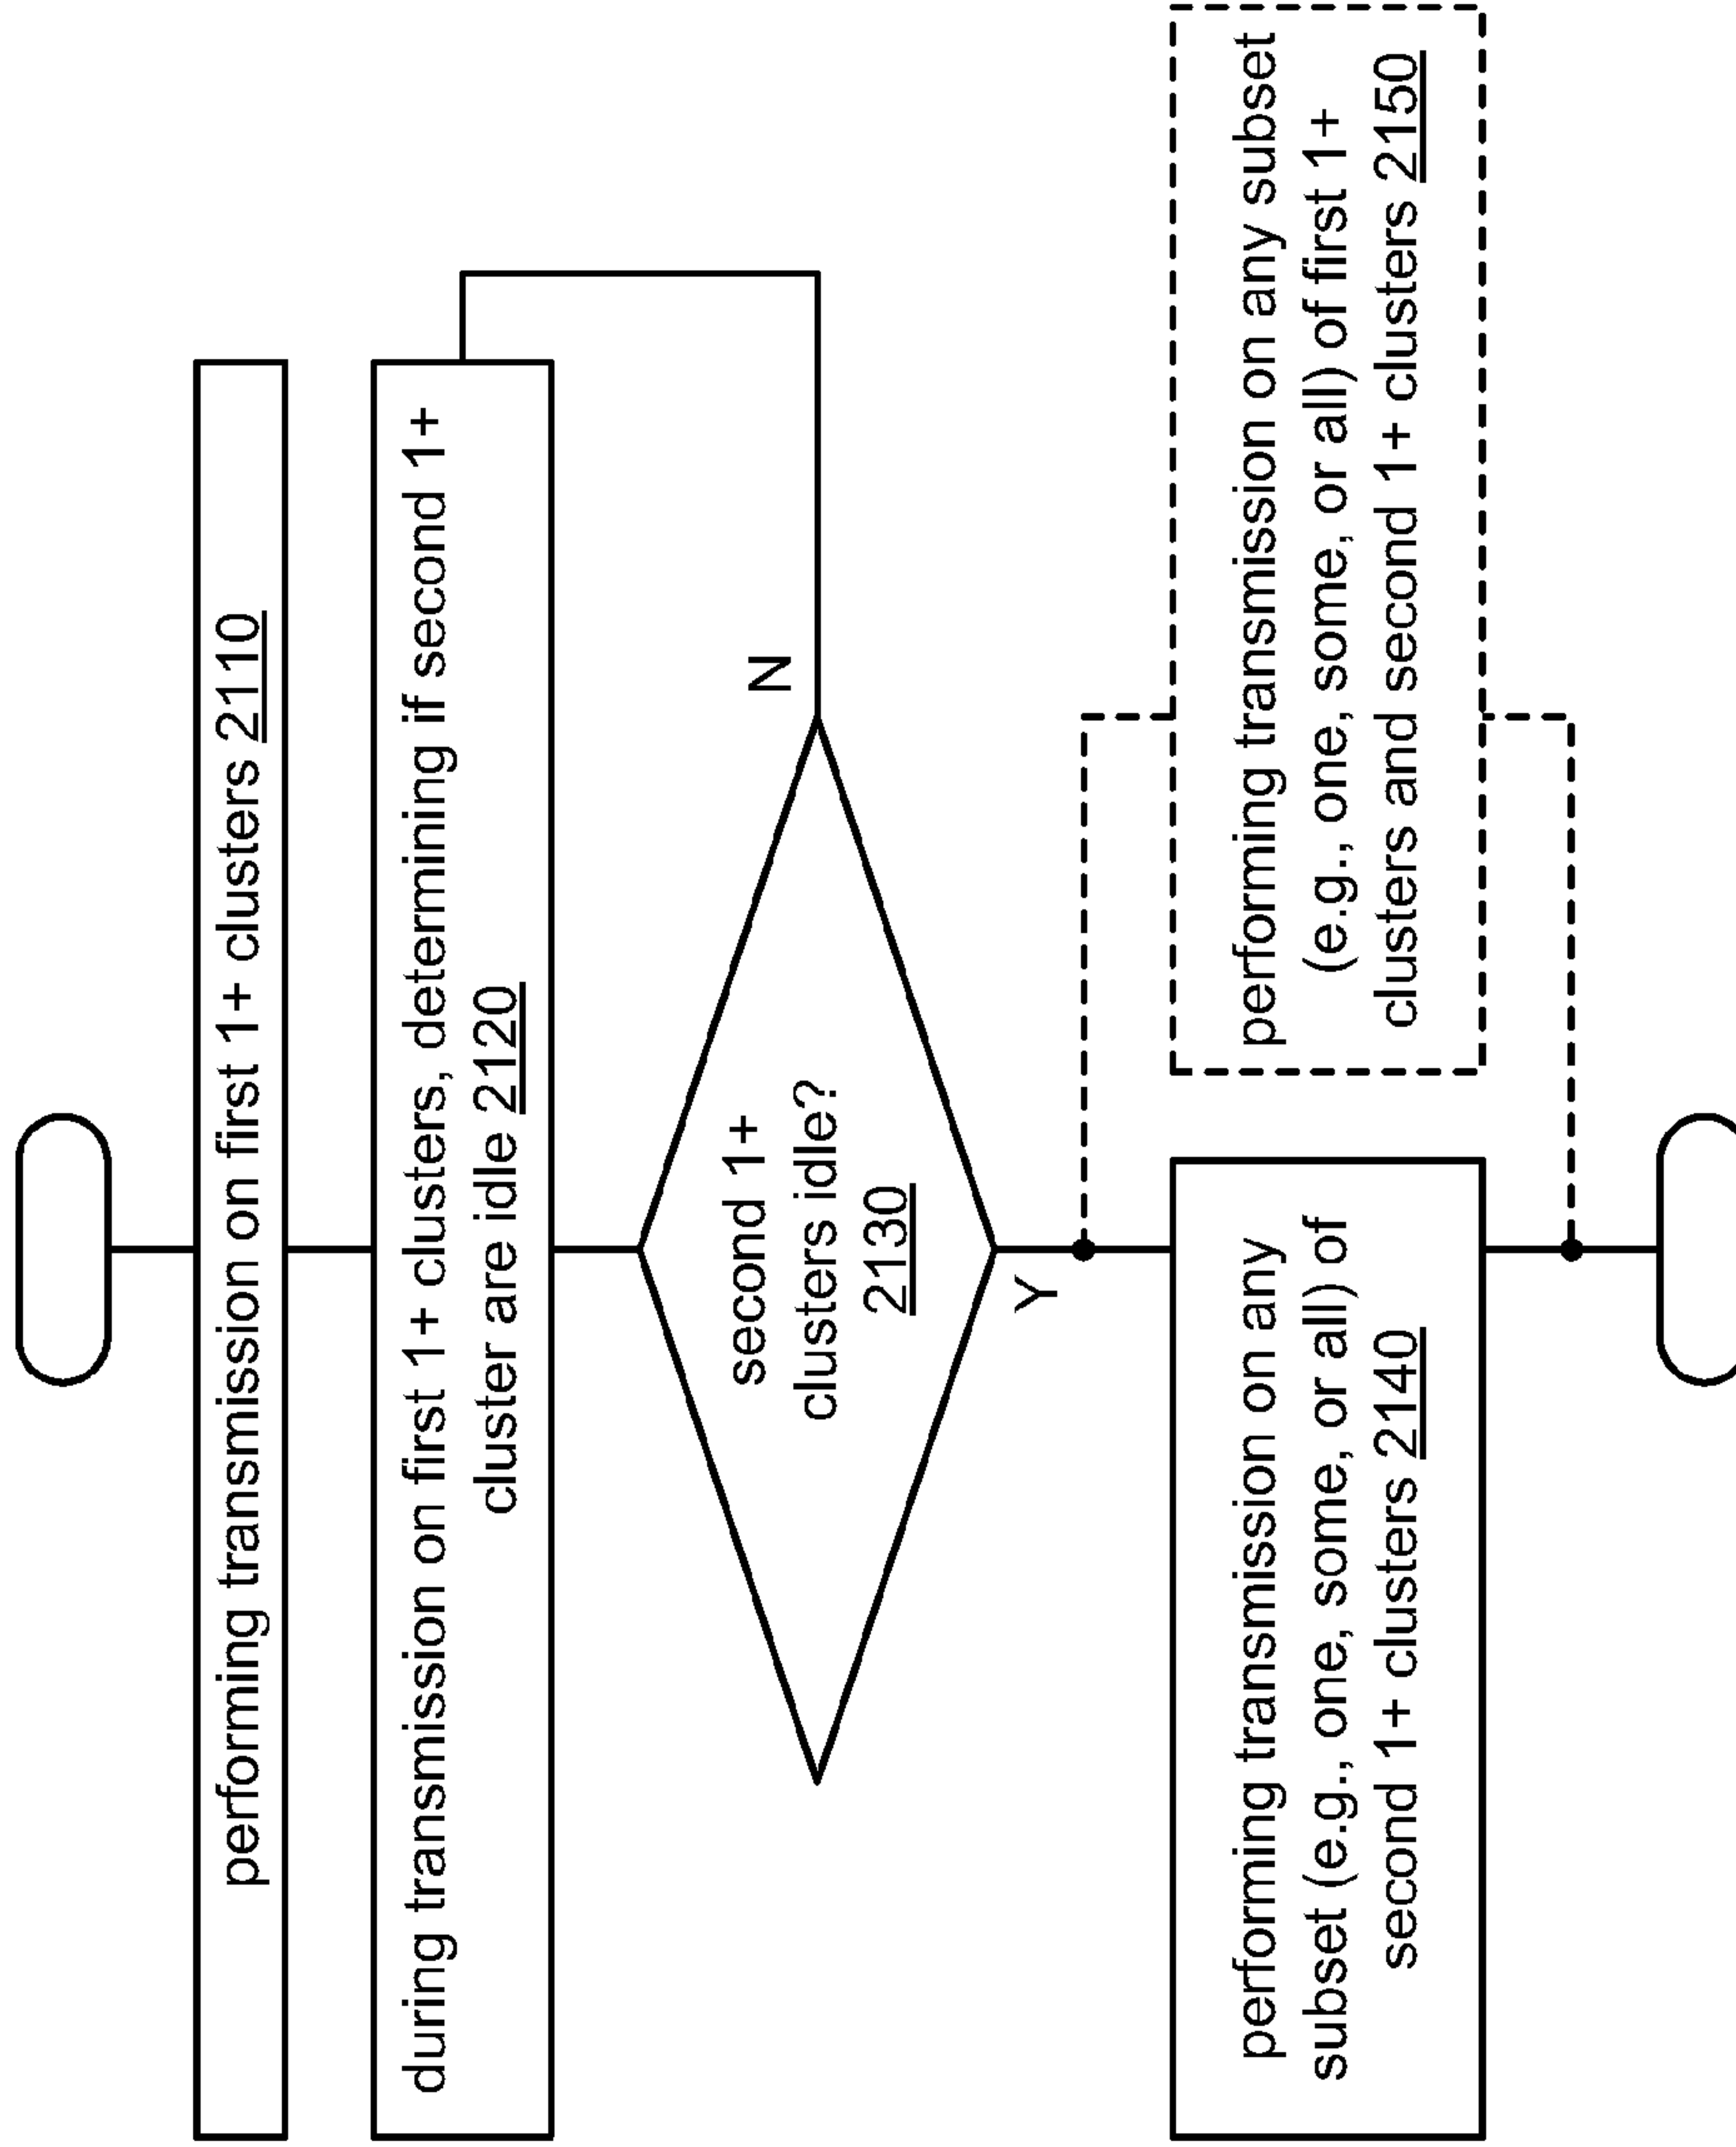 performing transmission on first 1+ clusters 2110
during transmission on first 1+ clusters, determining if second 1+
cluster are idle 2120
second 1+
clusters idle?
2130
N
Y
performing transmission on any
subset (e.g., one, some, or all) of
second 1+ clusters 2140
performing transmission on any subset
(e.g., one, some, or all) of first 1+
clusters and second 1+ clusters 2150